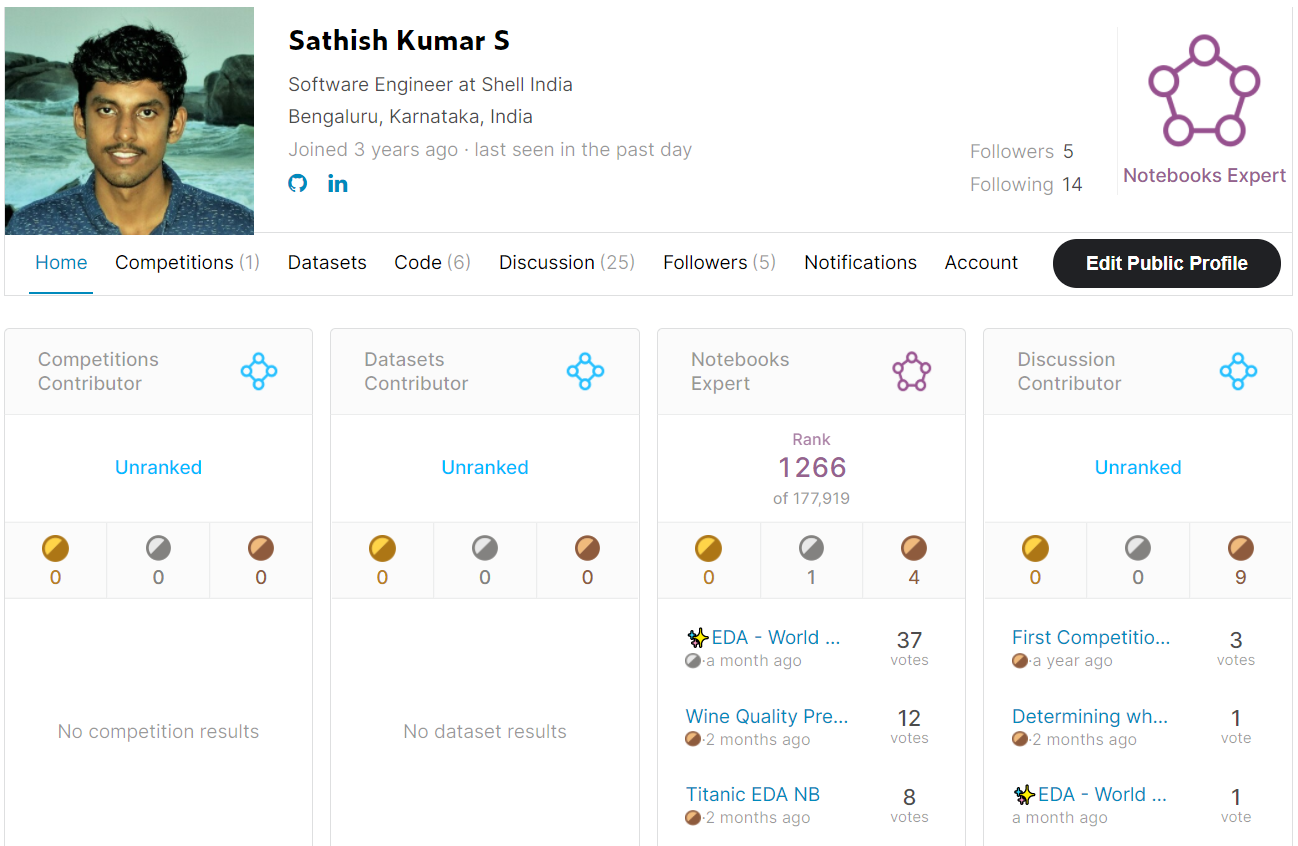 Sathish Kumar S
Software Engineer at Shell India
Bengaluru, Karnataka, India
Joined 3 years ago · last seen in the past day
in
Followers 5
Following 14
Notebooks Expert
Home Competitions (1) Datasets Code (6) Discussion (25) Followers (5) Notifications Account Edit Public Profile
Competitions
Contributor
Unranked
0 0 0
No competition results
Datasets
Contributor
Unranked
0 0 0
No dataset results
Notebooks
Expert
Rank
1266
of 177,919
0 1 4
✨EDA - World ... 37
·a month ago votes
Wine Quality Pre... 12
·2 months ago votes
Titanic EDA NB 8
·2 months ago votes
Discussion
Contributor
Unranked
0 0 9
First Competitio... 3
·a year ago votes
Determining wh... 1
·2 months ago vote
✨EDA - World ... 1
a month ago vote